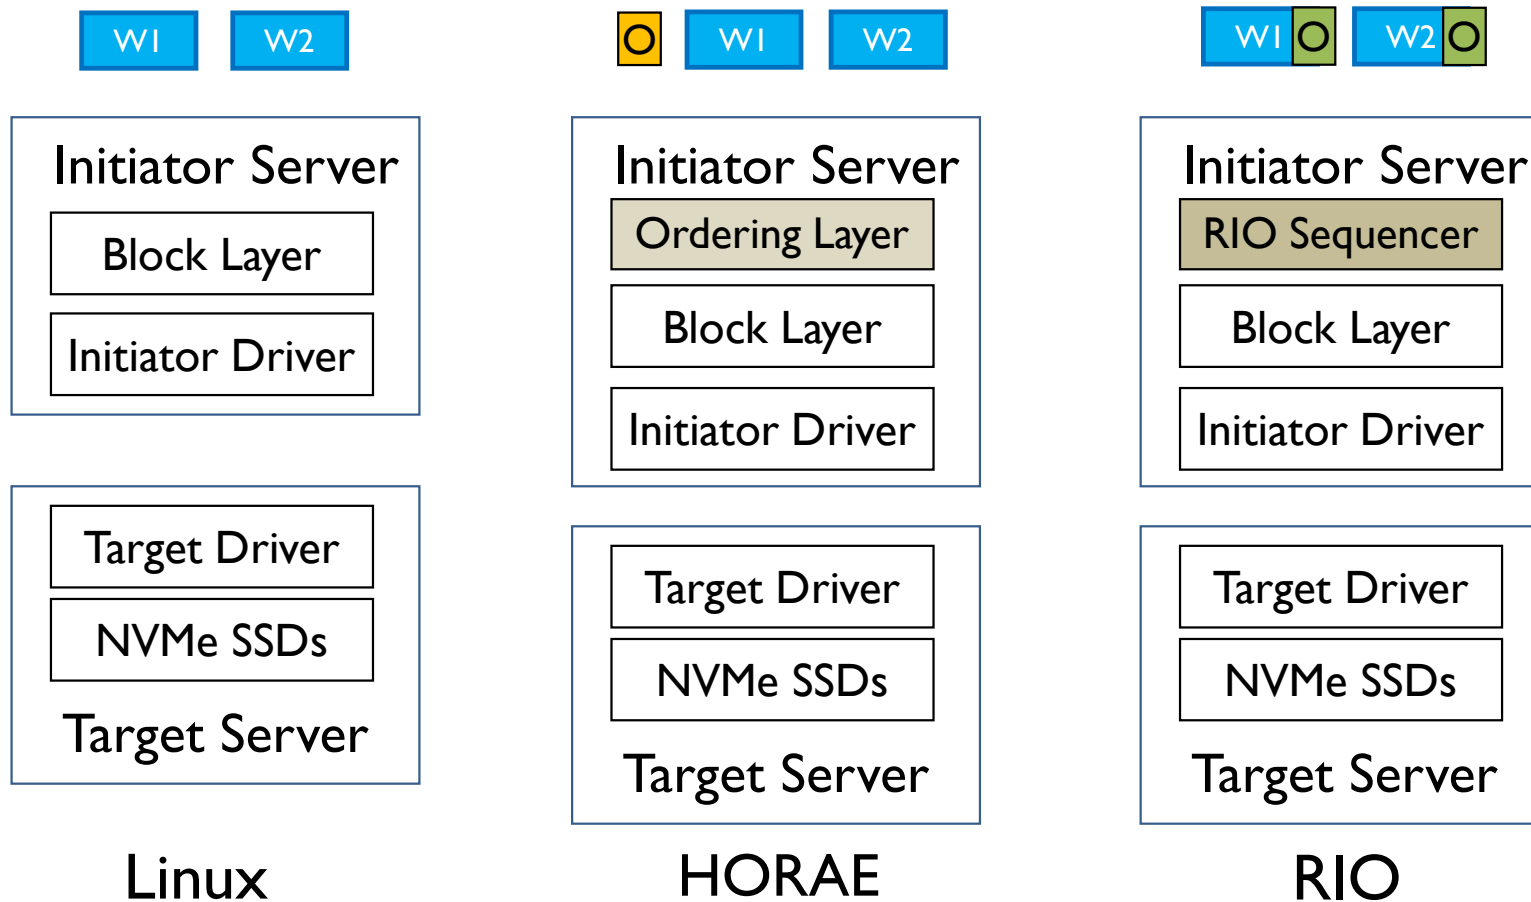 W1 W2
Initiator Server
Block Layer
Initiator Driver
Target Driver
NVMe SSDs
Target Server
Linux
O W1 W2
Initiator Server
Ordering Layer
Block Layer
Initiator Driver
Target Driver
NVMe SSDs
Target Server
HORAE
W1 O W2 O
Initiator Server
RIO Sequencer
Block Layer
Initiator Driver
Target Driver
NVMe SSDs
Target Server
RIO